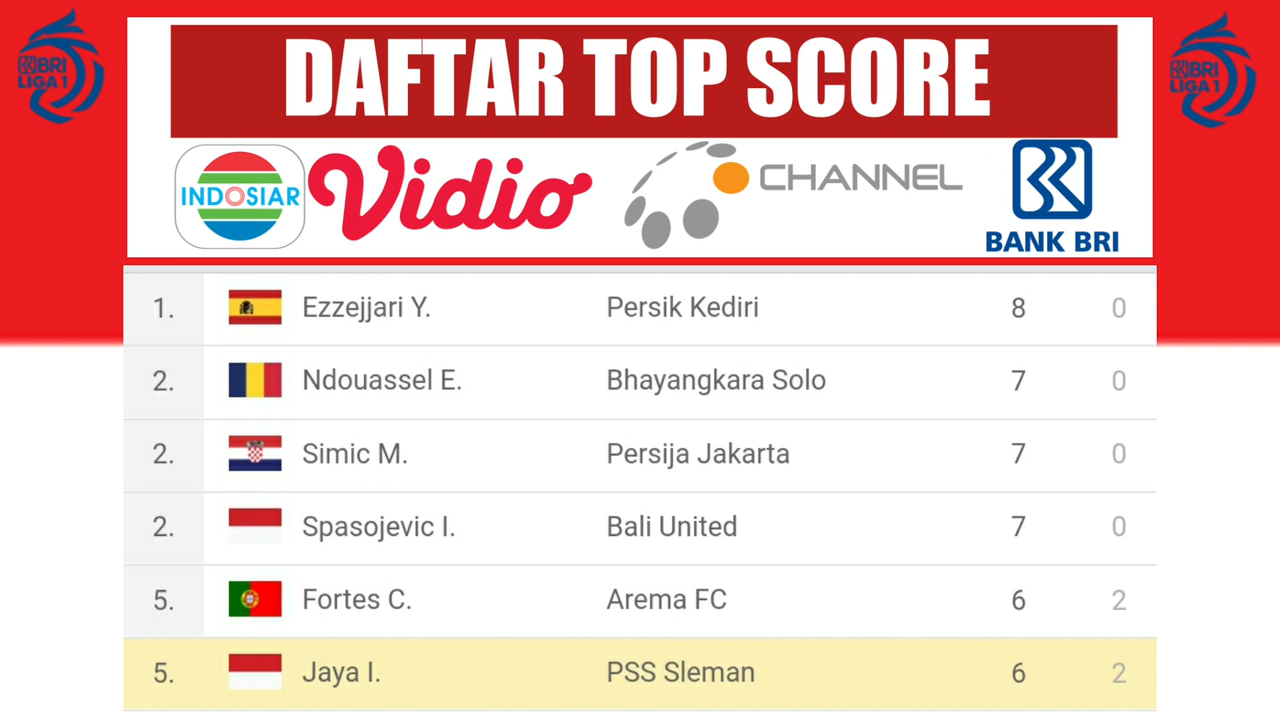 BRI
LIGA 1
DAFTAR TOP SCORE
BRI
LIGA 1
INDOSIAR Vidio CHANNEL
BANK BRI
1. Ezzejjari Y. Persik Kediri 8 0
2. Ndouassel E. Bhayangkara Solo 7 0
2. Simic M. Persija Jakarta 7 0
2. Spasojevic I. Bali United 7 0
5. Fortes C. Arema FC 6 2
5. Jaya I. PSS Sleman 6 2